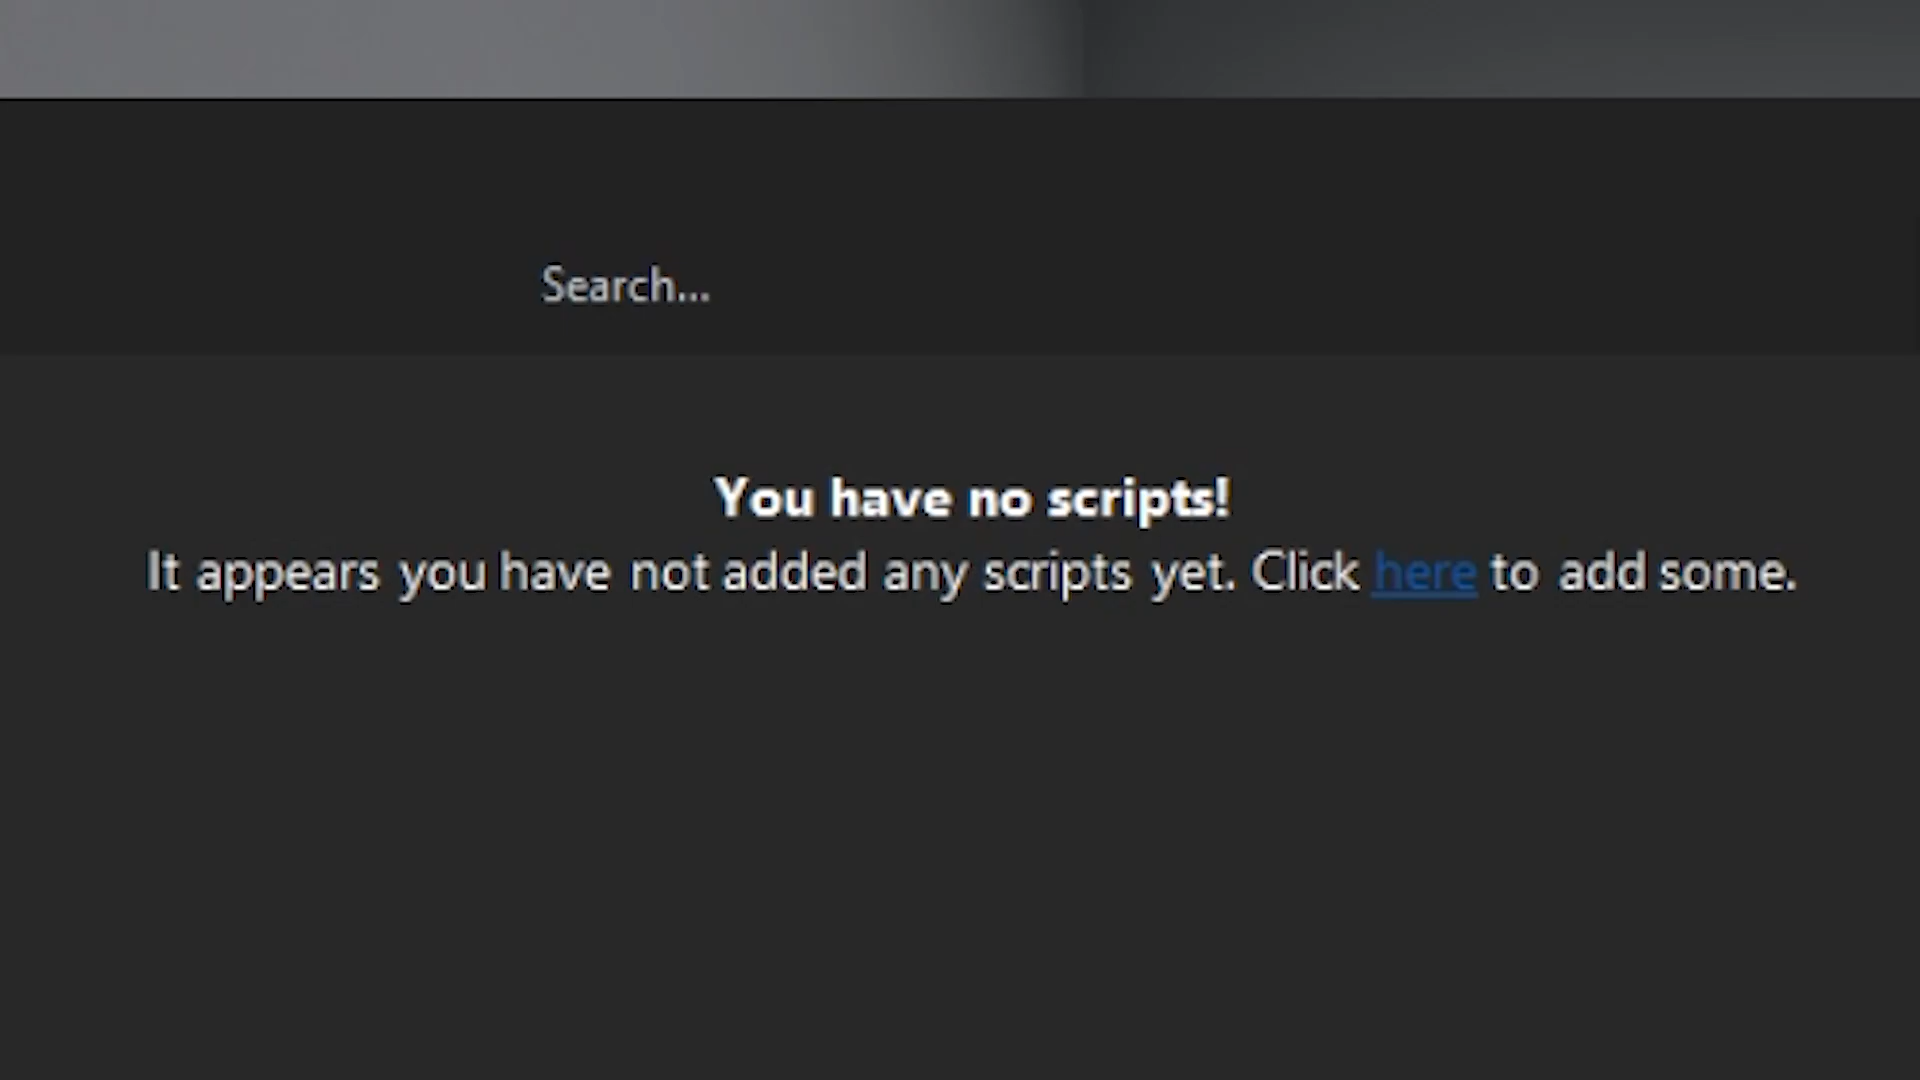 Search...
You have no scripts!
It appears you have not added any scripts yet. Click here to add some.